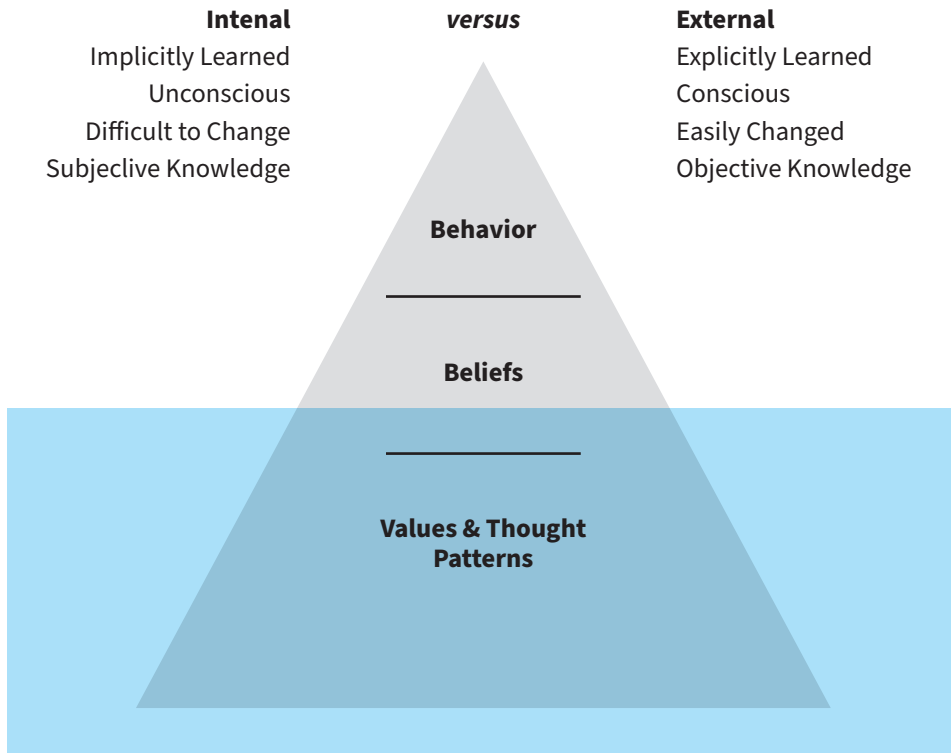 Intenal
Implicitly Learned
Unconscious
Difficult to Change
Subjeclive Knowledge
versus
External
Explicitly Learned
Conscious
Easily Changed
Objective Knowledge
Behavior
Beliefs
Values & Thought
Patterns